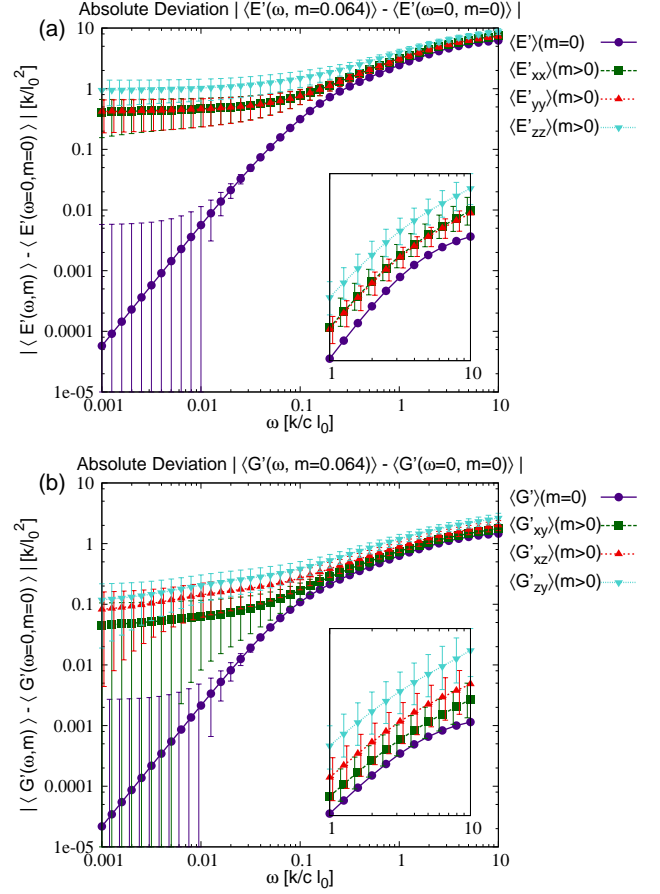 Absolute Deviation | ⟨E'(ω, m=0.064)⟩ - ⟨E'(ω=0, m=0)⟩ |
(a)
| ⟨ E'(ω,m) ⟩ - ⟨ E'(ω=0,m=0) ⟩ | [k/l₀²]
10
1
0.1
0.01
0.001
0.0001
1e-05
0.001
0.01
0.1
1
10
ω [k/c l₀]
1
10
⟨E'⟩(m=0)
⟨E'xx⟩(m>0)
⟨E'yy⟩(m>0)
⟨E'zz⟩(m>0)
Absolute Deviation | ⟨G'(ω, m=0.064)⟩ - ⟨G'(ω=0, m=0)⟩ |
(b)
| ⟨ G'(ω,m) ⟩ - ⟨ G'(ω=0,m=0) ⟩ | [k/l₀²]
10
1
0.1
0.01
0.001
0.0001
1e-05
0.001
0.01
0.1
1
10
ω [k/c l₀]
1
10
⟨G'⟩(m=0)
⟨G'xy⟩(m>0)
⟨G'xz⟩(m>0)
⟨G'zy⟩(m>0)